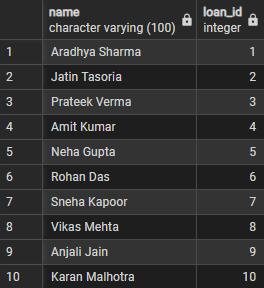 name loan_id
character varying (100) integer
1 Aradhya Sharma 1
2 Jatin Tasoria 2
3 Prateek Verma 3
4 Amit Kumar 4
5 Neha Gupta 5
6 Rohan Das 6
7 Sneha Kapoor 7
8 Vikas Mehta 8
9 Anjali Jain 9
10 Karan Malhotra 10